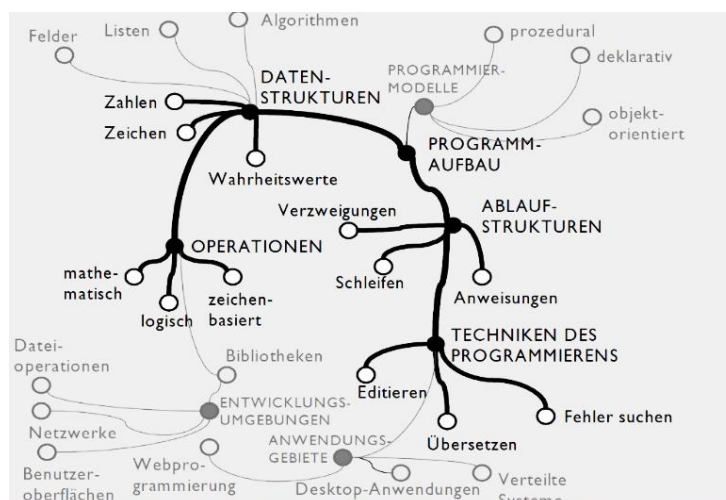 Listen
Algorithmen
Felder
DATEN-
STRUKTUREN
Zahlen
Zeichen
Wahrheitswerte
PROGRAMMIER-
MODELLE
prozedural
deklarativ
objekt-
orientiert
PROGRAMM-
AUFBAU
Verzweigungen
ABLAUF-
STRUKTUREN
Schleifen
Anweisungen
OPERATIONEN
mathe-
matisch
logisch
zeichen-
basiert
TECHNIKEN DES
PROGRAMMIERENS
Editieren
Übersetzen
Fehler suchen
Datei-
operationen
Bibliotheken
ENTWICKLUNGS-
UMGEBUNGEN
Netzwerke
Benutzer-
oberflächen
Webpro-
grammierung
ANWENDUNGS-
GEBIETE
Desktop-Anwendungen
Verteilte
Systeme